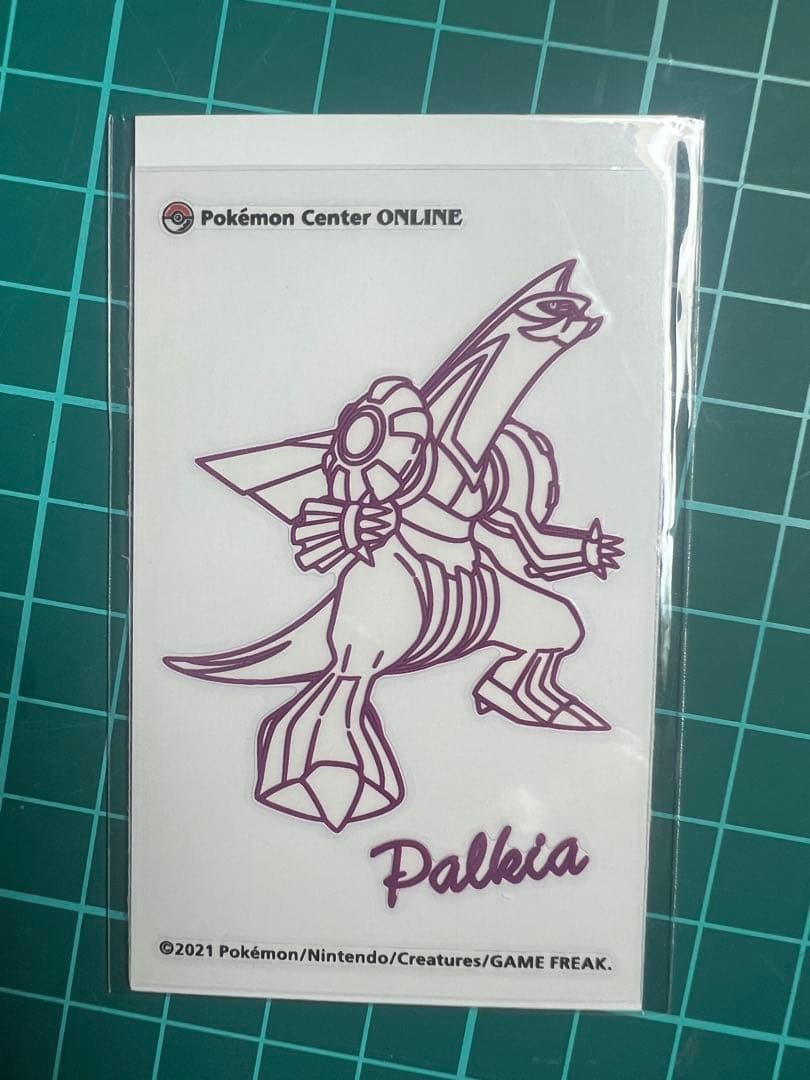 Pokémon Center ONLINE
Palkia
©2021 Pokémon/Nintendo/Creatures/GAME FREAK.